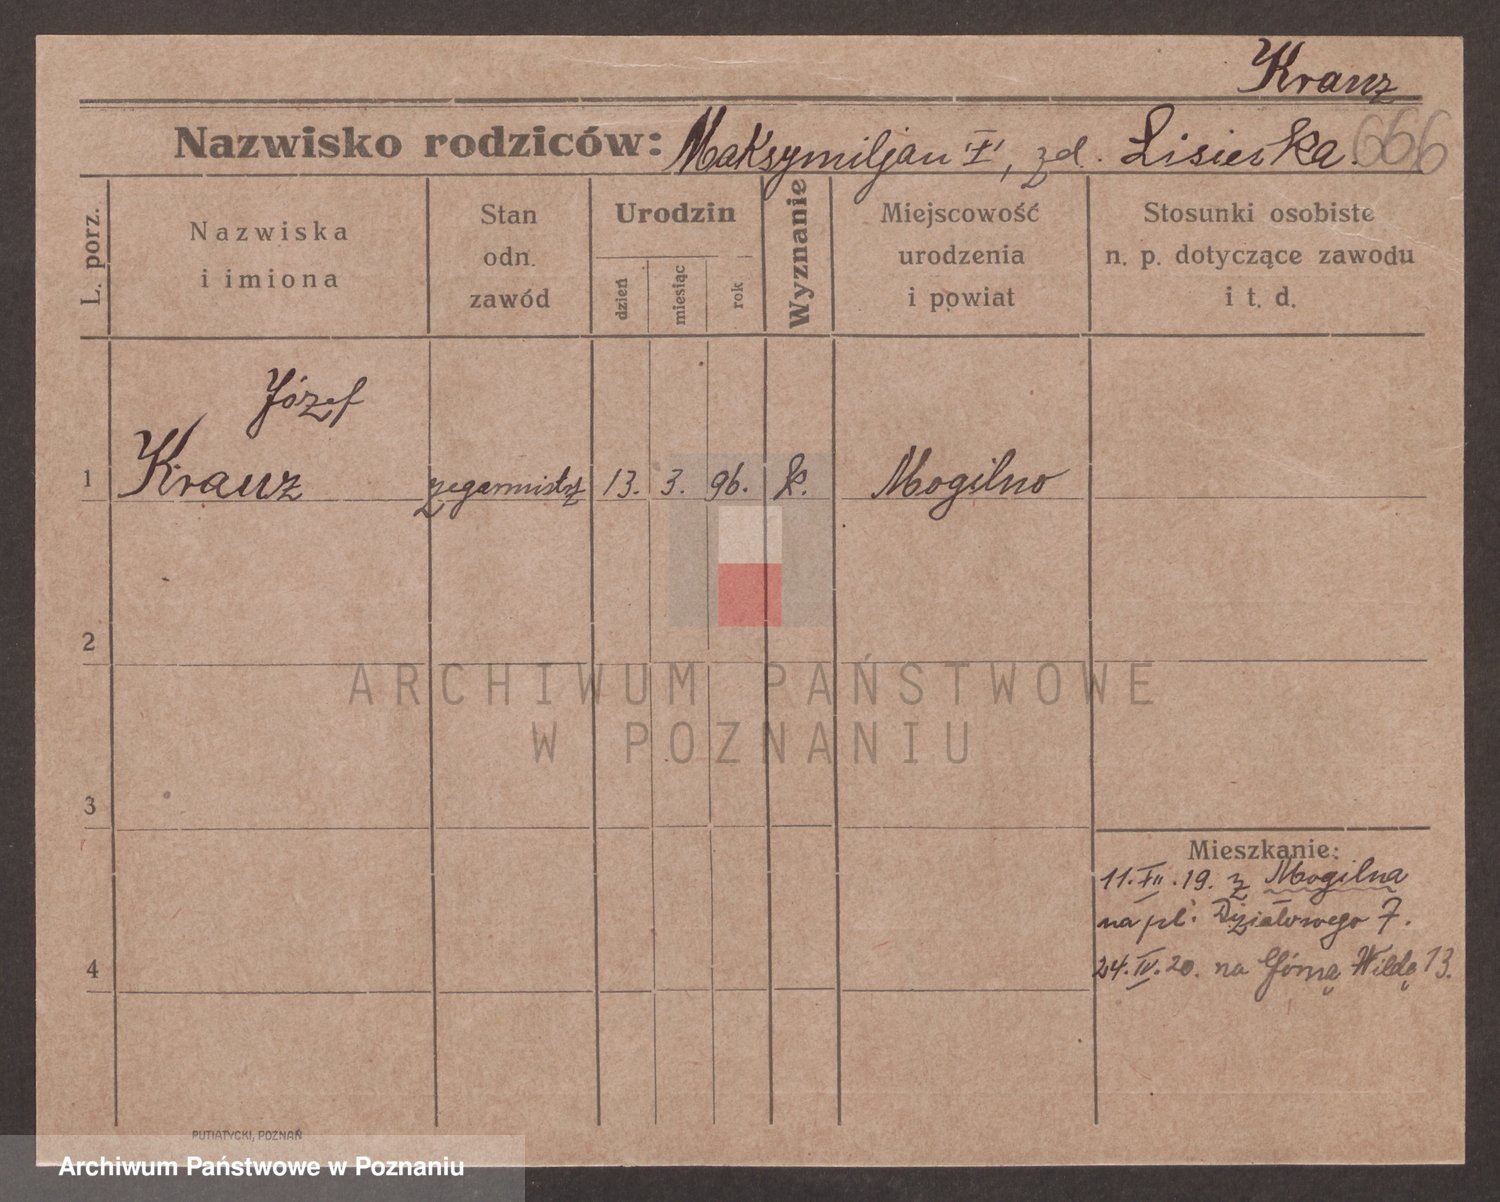 Kranz
Nazwisko rodziców: Maksymiljan I, zd. Lisierska. 666
L. porz.
Nazwiska
i imiona
Stan
odn.
zawód
Urodzin
dzień
miesiąc
rok
Wyznanie
Miejscowość
urodzenia
i powiat
Stosunki osobiste
n. p. dotyczące zawodu
i t. d.
Józef
1 Kranz zegarmistrz 13. 3. 96. k. Mogilno
2
3
4
Mieszkanie:
11.XII.19. z Mogilna
na pl. Działowego 7.
24.IV.20. na Górną Wildę 13.
PUTIATYCKI, POZNAŃ
ARCHIWUM PAŃSTWOWE
W POZNANIU
Archiwum Państwowe w Poznaniu